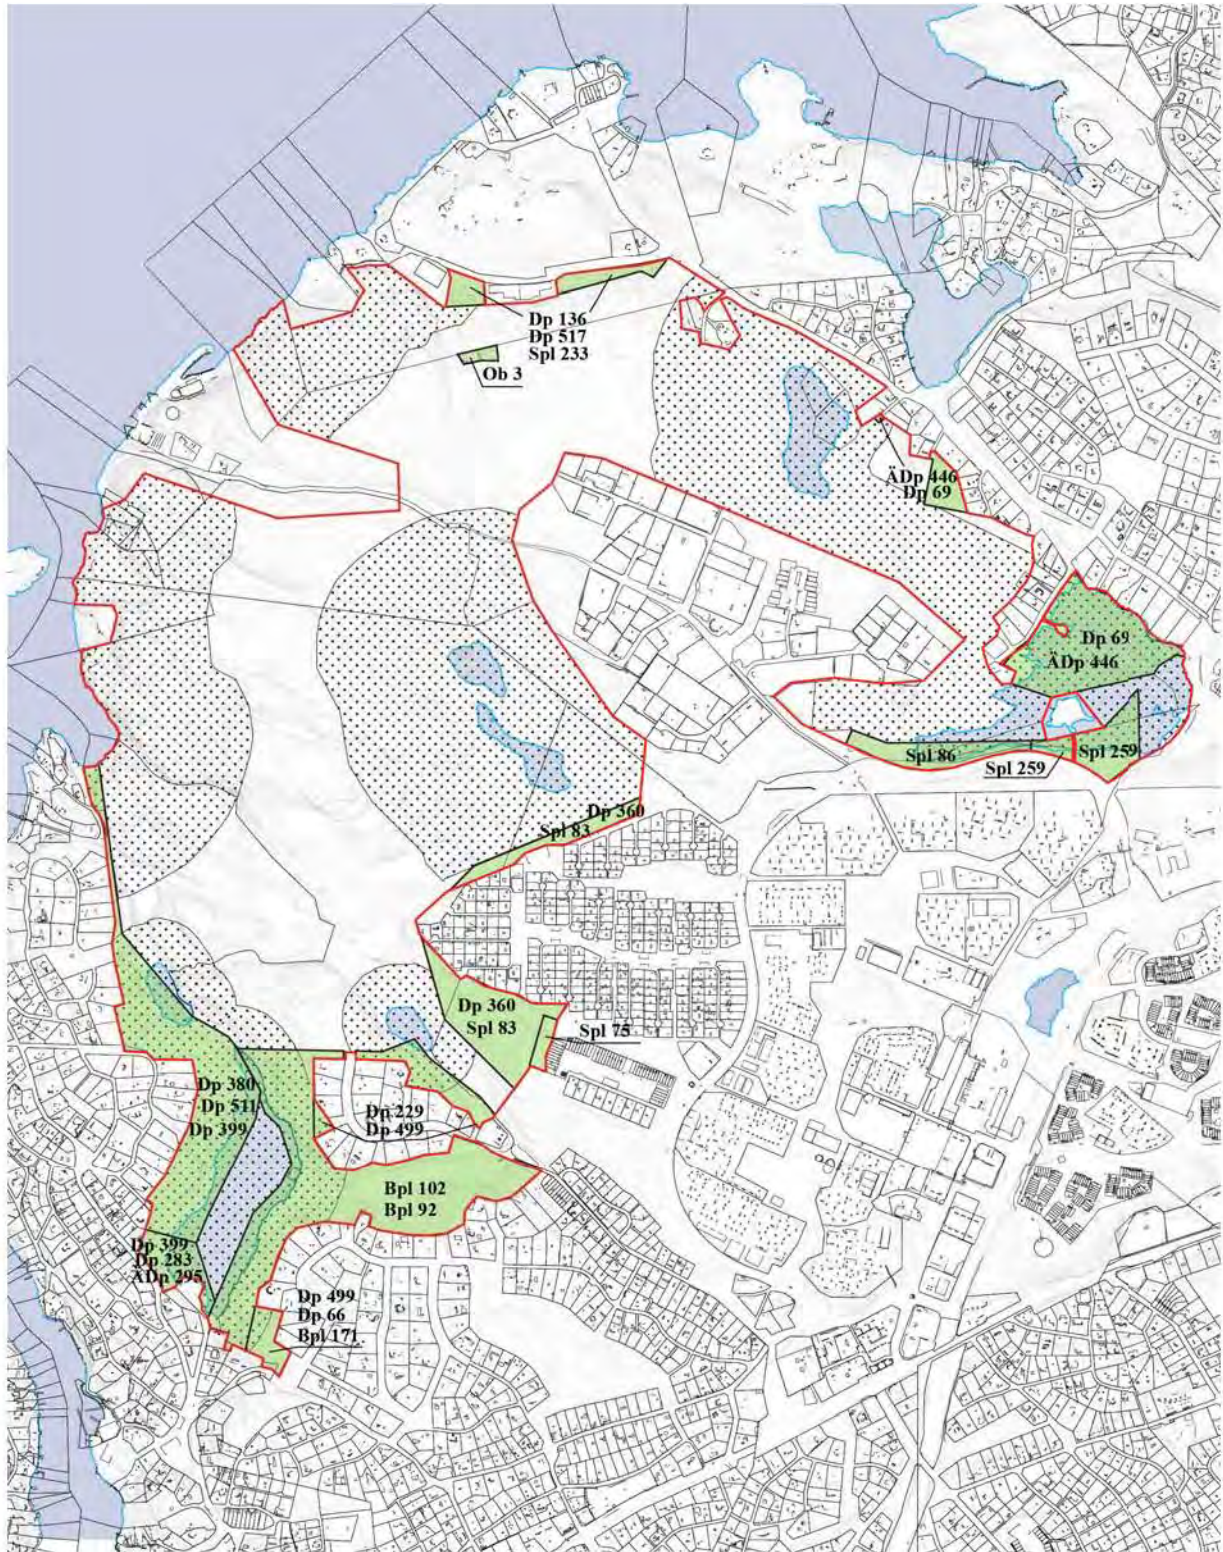 Dp 136
Dp 517
Spl 233
Ob 3
ÄDp 446
Dp 69
Dp 69
ÄDp 446
Spl 86
Spl 259
Spl 259
Dp 360
Spl 83
Dp 360
Spl 83
Spl 75
Dp 380
Dp 511
Dp 399
Dp 229
Dp 499
Bpl 102
Bpl 92
Dp 399
Dp 283
ÄDp 295
Dp 499
Dp 66
Bpl 171